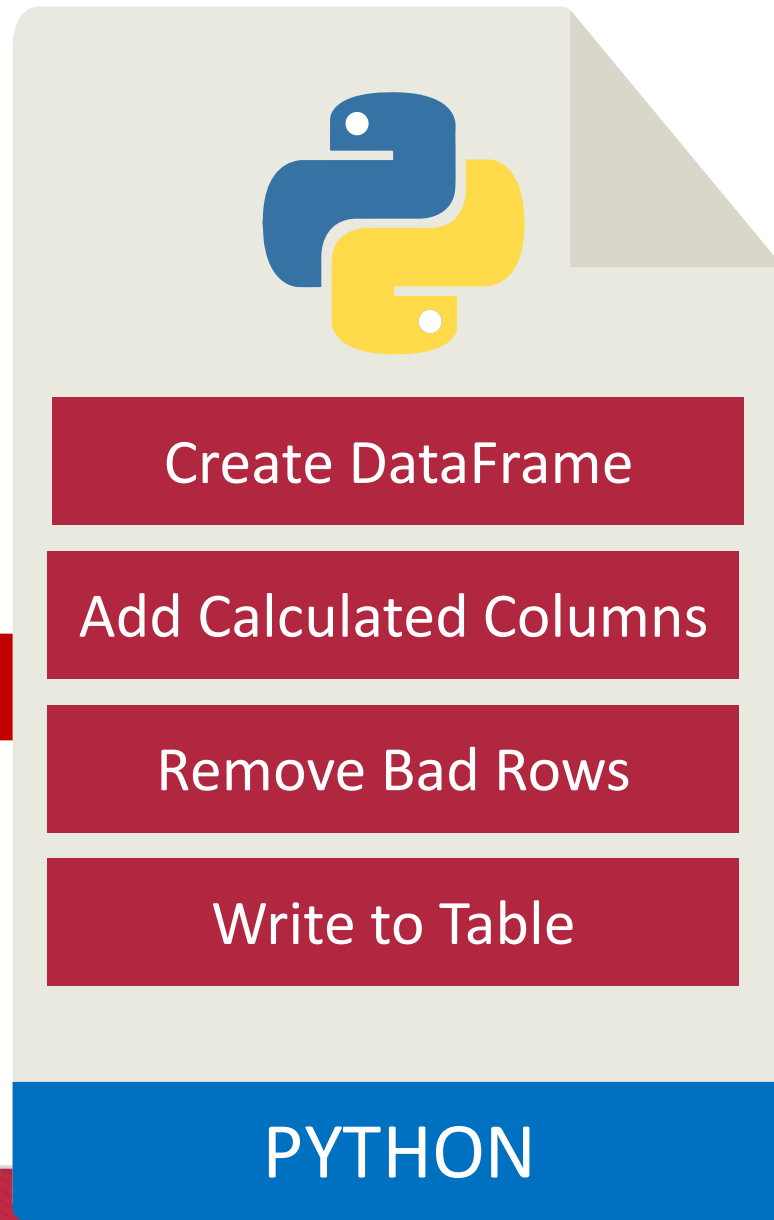 Create DataFrame
Add Calculated Columns
Remove Bad Rows
Write to Table
PYTHON